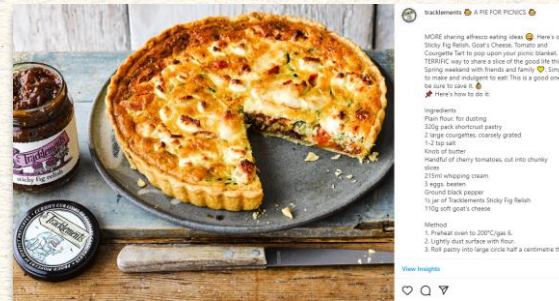 tracklements 🥧 A PIE FOR PICNICS 🥧
MORE sharing alfresco eating ideas 😋. Here's
Sticky Fig Relish, Goat's Cheese, Tomato and
Courgette Tart to pop upon your picnic blanket.
TERRIFIC way to share a slice of the good life this
Spring weekend with friends and family 💛.
to make and indulgent to eat! This is a good one
be sure to save it. 👌
📌 Here's how to do it:
Ingredients
Plain flour, for dusting
320g pack shortcrust pastry
2 large courgettes, coarsely grated
1-2 tsp salt
Knob of butter
Handful of cherry tomatoes, cut into chunky
slices
215ml whipping cream
3 eggs, beaten
Ground black pepper
½ jar of Tracklements Sticky Fig Relish
110g soft goat's cheese
Method
1. Preheat oven to 200°C/gas 6.
2. Lightly dust surface with flour.
3. Roll pastry into large circle half a centimetre
View Insights
Tracklements
sticky fig relish
Tracklements